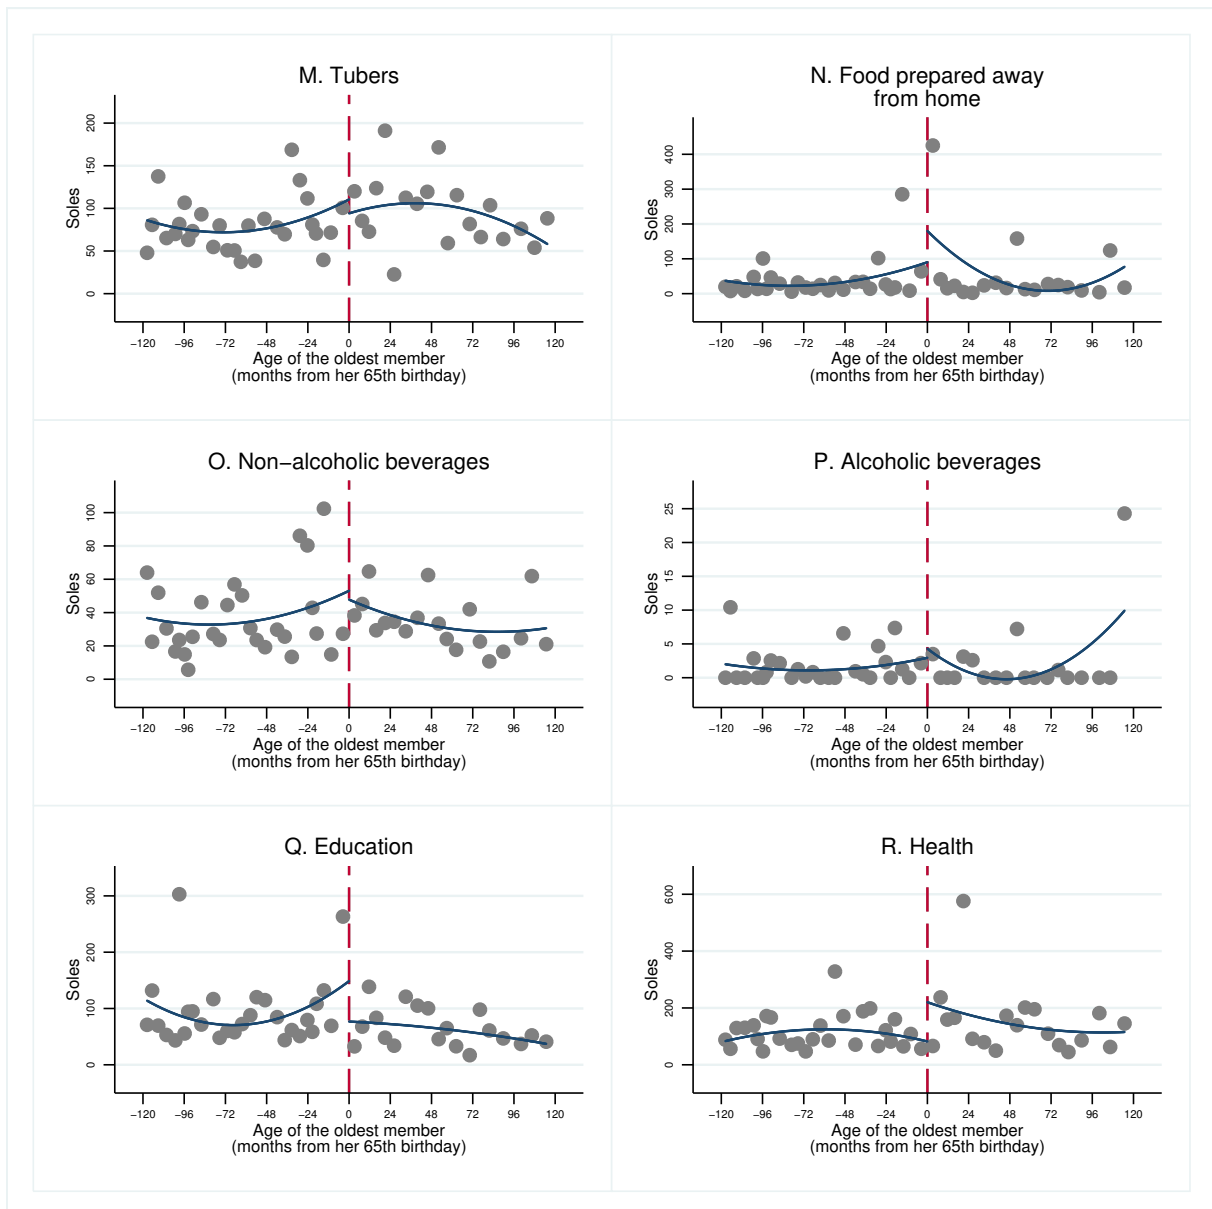 M. Tubers
200
150
100
50
0
Soles
−120 −96 −72 −48 −24 0 24 48 72 96 120
Age of the oldest member
(months from her 65th birthday)
N. Food prepared away
from home
400
300
200
100
0
Soles
−120 −96 −72 −48 −24 0 24 48 72 96 120
Age of the oldest member
(months from her 65th birthday)
O. Non−alcoholic beverages
100
80
60
40
20
0
Soles
−120 −96 −72 −48 −24 0 24 48 72 96 120
Age of the oldest member
(months from her 65th birthday)
P. Alcoholic beverages
25
20
15
10
5
0
Soles
−120 −96 −72 −48 −24 0 24 48 72 96 120
Age of the oldest member
(months from her 65th birthday)
Q. Education
300
200
100
0
Soles
−120 −96 −72 −48 −24 0 24 48 72 96 120
Age of the oldest member
(months from her 65th birthday)
R. Health
600
400
200
0
Soles
−120 −96 −72 −48 −24 0 24 48 72 96 120
Age of the oldest member
(months from her 65th birthday)